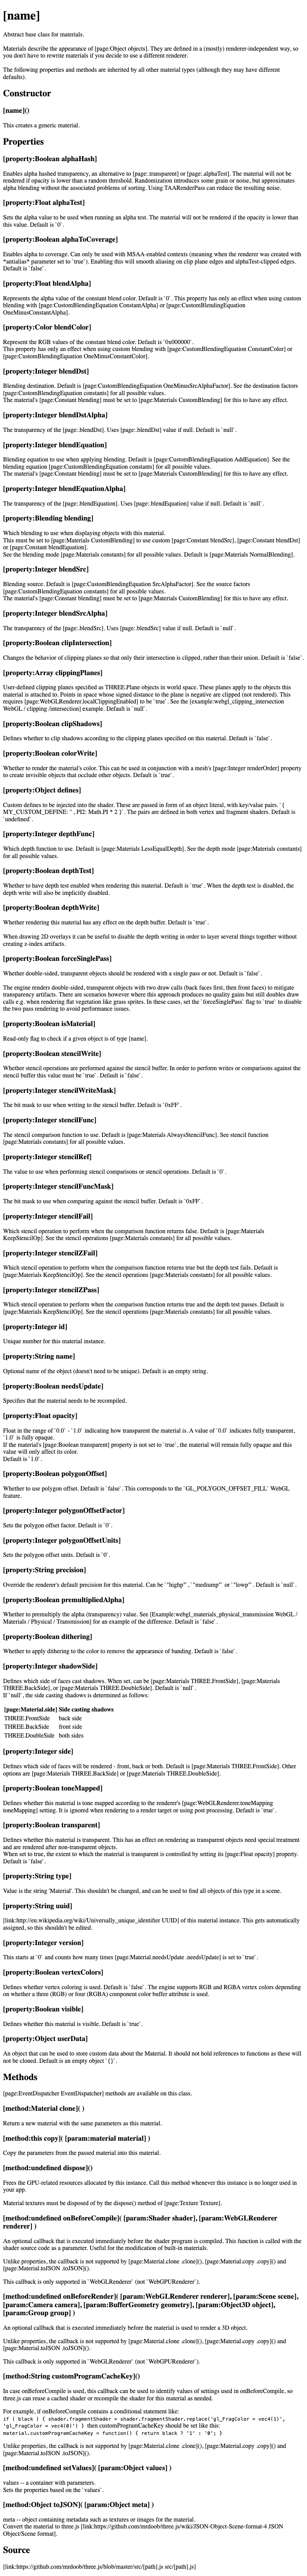 [name]
Abstract base class for materials.
Materials describe the appearance of [page:Object objects]. They are defined in a (mostly) renderer-independent way, so
you don't have to rewrite materials if you decide to use a different renderer.
The following properties and methods are inherited by all other material types (although they may have different
defaults).
Constructor
[name]()
This creates a generic material.
Properties
[property:Boolean alphaHash]
Enables alpha hashed transparency, an alternative to [page:.transparent] or [page:.alphaTest]. The material will not be
rendered if opacity is lower than a random threshold. Randomization introduces some grain or noise, but approximates
alpha blending without the associated problems of sorting. Using TAARenderPass can reduce the resulting noise.
[property:Float alphaTest]
Sets the alpha value to be used when running an alpha test. The material will not be rendered if the opacity is lower than
this value. Default is `0`.
[property:Boolean alphaToCoverage]
Enables alpha to coverage. Can only be used with MSAA-enabled contexts (meaning when the renderer was created with
*antialias* parameter set to `true`). Enabling this will smooth aliasing on clip plane edges and alphaTest-clipped edges.
Default is `false`.
[property:Float blendAlpha]
Represents the alpha value of the constant blend color. Default is `0`. This property has only an effect when using custom
blending with [page:CustomBlendingEquation ConstantAlpha] or [page:CustomBlendingEquation
OneMinusConstantAlpha].
[property:Color blendColor]
Represent the RGB values of the constant blend color. Default is `0x000000`.
This property has only an effect when using custom blending with [page:CustomBlendingEquation ConstantColor] or
[page:CustomBlendingEquation OneMinusConstantColor].
[property:Integer blendDst]
Blending destination. Default is [page:CustomBlendingEquation OneMinusSrcAlphaFactor]. See the destination factors
[page:CustomBlendingEquation constants] for all possible values.
The material's [page:Constant blending] must be set to [page:Materials CustomBlending] for this to have any effect.
[property:Integer blendDstAlpha]
The transparency of the [page:.blendDst]. Uses [page:.blendDst] value if null. Default is `null`.
[property:Integer blendEquation]
Blending equation to use when applying blending. Default is [page:CustomBlendingEquation AddEquation]. See the
blending equation [page:CustomBlendingEquation constants] for all possible values.
The material's [page:Constant blending] must be set to [page:Materials CustomBlending] for this to have any effect.
[property:Integer blendEquationAlpha]
The transparency of the [page:.blendEquation]. Uses [page:.blendEquation] value if null. Default is `null`.
[property:Blending blending]
Which blending to use when displaying objects with this material.
This must be set to [page:Materials CustomBlending] to use custom [page:Constant blendSrc], [page:Constant blendDst]
or [page:Constant blendEquation].
See the blending mode [page:Materials constants] for all possible values. Default is [page:Materials NormalBlending].
[property:Integer blendSrc]
Blending source. Default is [page:CustomBlendingEquation SrcAlphaFactor]. See the source factors
[page:CustomBlendingEquation constants] for all possible values.
The material's [page:Constant blending] must be set to [page:Materials CustomBlending] for this to have any effect.
[property:Integer blendSrcAlpha]
The transparency of the [page:.blendSrc]. Uses [page:.blendSrc] value if null. Default is `null`.
[property:Boolean clipIntersection]
Changes the behavior of clipping planes so that only their intersection is clipped, rather than their union. Default is `false`.
[property:Array clippingPlanes]
User-defined clipping planes specified as THREE.Plane objects in world space. These planes apply to the objects this
material is attached to. Points in space whose signed distance to the plane is negative are clipped (not rendered). This
requires [page:WebGLRenderer.localClippingEnabled] to be `true`. See the [example:webgl_clipping_intersection
WebGL / clipping /intersection] example. Default is `null`.
[property:Boolean clipShadows]
Defines whether to clip shadows according to the clipping planes specified on this material. Default is `false`.
[property:Boolean colorWrite]
Whether to render the material's color. This can be used in conjunction with a mesh's [page:Integer renderOrder] property
to create invisible objects that occlude other objects. Default is `true`.
[property:Object defines]
Custom defines to be injected into the shader. These are passed in form of an object literal, with key/value pairs. `{
MY_CUSTOM_DEFINE: '' , PI2: Math.PI * 2 }`. The pairs are defined in both vertex and fragment shaders. Default is
`undefined`.
[property:Integer depthFunc]
Which depth function to use. Default is [page:Materials LessEqualDepth]. See the depth mode [page:Materials constants]
for all possible values.
[property:Boolean depthTest]
Whether to have depth test enabled when rendering this material. Default is `true`. When the depth test is disabled, the
depth write will also be implicitly disabled.
[property:Boolean depthWrite]
Whether rendering this material has any effect on the depth buffer. Default is `true`.
When drawing 2D overlays it can be useful to disable the depth writing in order to layer several things together without
creating z-index artifacts.
[property:Boolean forceSinglePass]
Whether double-sided, transparent objects should be rendered with a single pass or not. Default is `false`.
The engine renders double-sided, transparent objects with two draw calls (back faces first, then front faces) to mitigate
transparency artifacts. There are scenarios however where this approach produces no quality gains but still doubles draw
calls e.g. when rendering flat vegetation like grass sprites. In these cases, set the `forceSinglePass` flag to `true` to disable
the two pass rendering to avoid performance issues.
[property:Boolean isMaterial]
Read-only flag to check if a given object is of type [name].
[property:Boolean stencilWrite]
Whether stencil operations are performed against the stencil buffer. In order to perform writes or comparisons against the
stencil buffer this value must be `true`. Default is `false`.
[property:Integer stencilWriteMask]
The bit mask to use when writing to the stencil buffer. Default is `0xFF`.
[property:Integer stencilFunc]
The stencil comparison function to use. Default is [page:Materials AlwaysStencilFunc]. See stencil function
[page:Materials constants] for all possible values.
[property:Integer stencilRef]
The value to use when performing stencil comparisons or stencil operations. Default is `0`.
[property:Integer stencilFuncMask]
The bit mask to use when comparing against the stencil buffer. Default is `0xFF`.
[property:Integer stencilFail]
Which stencil operation to perform when the comparison function returns false. Default is [page:Materials
KeepStencilOp]. See the stencil operations [page:Materials constants] for all possible values.
[property:Integer stencilZFail]
Which stencil operation to perform when the comparison function returns true but the depth test fails. Default is
[page:Materials KeepStencilOp]. See the stencil operations [page:Materials constants] for all possible values.
[property:Integer stencilZPass]
Which stencil operation to perform when the comparison function returns true and the depth test passes. Default is
[page:Materials KeepStencilOp]. See the stencil operations [page:Materials constants] for all possible values.
[property:Integer id]
Unique number for this material instance.
[property:String name]
Optional name of the object (doesn't need to be unique). Default is an empty string.
[property:Boolean needsUpdate]
Specifies that the material needs to be recompiled.
[property:Float opacity]
Float in the range of `0.0` - `1.0` indicating how transparent the material is. A value of `0.0` indicates fully transparent,
`1.0` is fully opaque.
If the material's [page:Boolean transparent] property is not set to `true`, the material will remain fully opaque and this
value will only affect its color.
Default is `1.0`.
[property:Boolean polygonOffset]
Whether to use polygon offset. Default is `false`. This corresponds to the `GL_POLYGON_OFFSET_FILL` WebGL
feature.
[property:Integer polygonOffsetFactor]
Sets the polygon offset factor. Default is `0`.
[property:Integer polygonOffsetUnits]
Sets the polygon offset units. Default is `0`.
[property:String precision]
Override the renderer's default precision for this material. Can be `"highp"`, `"mediump"` or `"lowp"`. Default is `null`.
[property:Boolean premultipliedAlpha]
Whether to premultiply the alpha (transparency) value. See [Example:webgl_materials_physical_transmission WebGL /
Materials / Physical / Transmission] for an example of the difference. Default is `false`.
[property:Boolean dithering]
Whether to apply dithering to the color to remove the appearance of banding. Default is `false`.
[property:Integer shadowSide]
Defines which side of faces cast shadows. When set, can be [page:Materials THREE.FrontSide], [page:Materials
THREE.BackSide], or [page:Materials THREE.DoubleSide]. Default is `null`.
If `null`, the side casting shadows is determined as follows:
[page:Material.side] Side casting shadows
THREE.FrontSide back side
THREE.BackSide front side
THREE.DoubleSide both sides
[property:Integer side]
Defines which side of faces will be rendered - front, back or both. Default is [page:Materials THREE.FrontSide]. Other
options are [page:Materials THREE.BackSide] or [page:Materials THREE.DoubleSide].
[property:Boolean toneMapped]
Defines whether this material is tone mapped according to the renderer's [page:WebGLRenderer.toneMapping
toneMapping] setting. It is ignored when rendering to a render target or using post processing. Default is `true`.
[property:Boolean transparent]
Defines whether this material is transparent. This has an effect on rendering as transparent objects need special treatment
and are rendered after non-transparent objects.
When set to true, the extent to which the material is transparent is controlled by setting its [page:Float opacity] property.
Default is `false`.
[property:String type]
Value is the string 'Material'. This shouldn't be changed, and can be used to find all objects of this type in a scene.
[property:String uuid]
[link:http://en.wikipedia.org/wiki/Universally_unique_identifier UUID] of this material instance. This gets automatically
assigned, so this shouldn't be edited.
[property:Integer version]
This starts at `0` and counts how many times [page:Material.needsUpdate .needsUpdate] is set to `true`.
[property:Boolean vertexColors]
Defines whether vertex coloring is used. Default is `false`. The engine supports RGB and RGBA vertex colors depending
on whether a three (RGB) or four (RGBA) component color buffer attribute is used.
[property:Boolean visible]
Defines whether this material is visible. Default is `true`.
[property:Object userData]
An object that can be used to store custom data about the Material. It should not hold references to functions as these will
not be cloned. Default is an empty object `{}`.
Methods
[page:EventDispatcher EventDispatcher] methods are available on this class.
[method:Material clone]( )
Return a new material with the same parameters as this material.
[method:this copy]( [param:material material] )
Copy the parameters from the passed material into this material.
[method:undefined dispose]()
Frees the GPU-related resources allocated by this instance. Call this method whenever this instance is no longer used in
your app.
Material textures must be disposed of by the dispose() method of [page:Texture Texture].
[method:undefined onBeforeCompile]( [param:Shader shader], [param:WebGLRenderer
renderer] )
An optional callback that is executed immediately before the shader program is compiled. This function is called with the
shader source code as a parameter. Useful for the modification of built-in materials.
Unlike properties, the callback is not supported by [page:Material.clone .clone](), [page:Material.copy .copy]() and
[page:Material.toJSON .toJSON]().
This callback is only supported in `WebGLRenderer` (not `WebGPURenderer`).
[method:undefined onBeforeRender]( [param:WebGLRenderer renderer], [param:Scene scene],
[param:Camera camera], [param:BufferGeometry geometry], [param:Object3D object],
[param:Group group] )
An optional callback that is executed immediately before the material is used to render a 3D object.
Unlike properties, the callback is not supported by [page:Material.clone .clone](), [page:Material.copy .copy]() and
[page:Material.toJSON .toJSON]().
This callback is only supported in `WebGLRenderer` (not `WebGPURenderer`).
[method:String customProgramCacheKey]()
In case onBeforeCompile is used, this callback can be used to identify values of settings used in onBeforeCompile, so
three.js can reuse a cached shader or recompile the shader for this material as needed.
For example, if onBeforeCompile contains a conditional statement like:
if ( black ) { shader.fragmentShader = shader.fragmentShader.replace('gl_FragColor = vec4(1)',
'gl_FragColor = vec4(0)') } then customProgramCacheKey should be set like this:
material.customProgramCacheKey = function() { return black ? '1' : '0'; }
Unlike properties, the callback is not supported by [page:Material.clone .clone](), [page:Material.copy .copy]() and
[page:Material.toJSON .toJSON]().
[method:undefined setValues]( [param:Object values] )
values -- a container with parameters.
Sets the properties based on the `values`.
[method:Object toJSON]( [param:Object meta] )
meta -- object containing metadata such as textures or images for the material.
Convert the material to three.js [link:https://github.com/mrdoob/three.js/wiki/JSON-Object-Scene-format-4 JSON
Object/Scene format].
Source
[link:https://github.com/mrdoob/three.js/blob/master/src/[path].js src/[path].js]